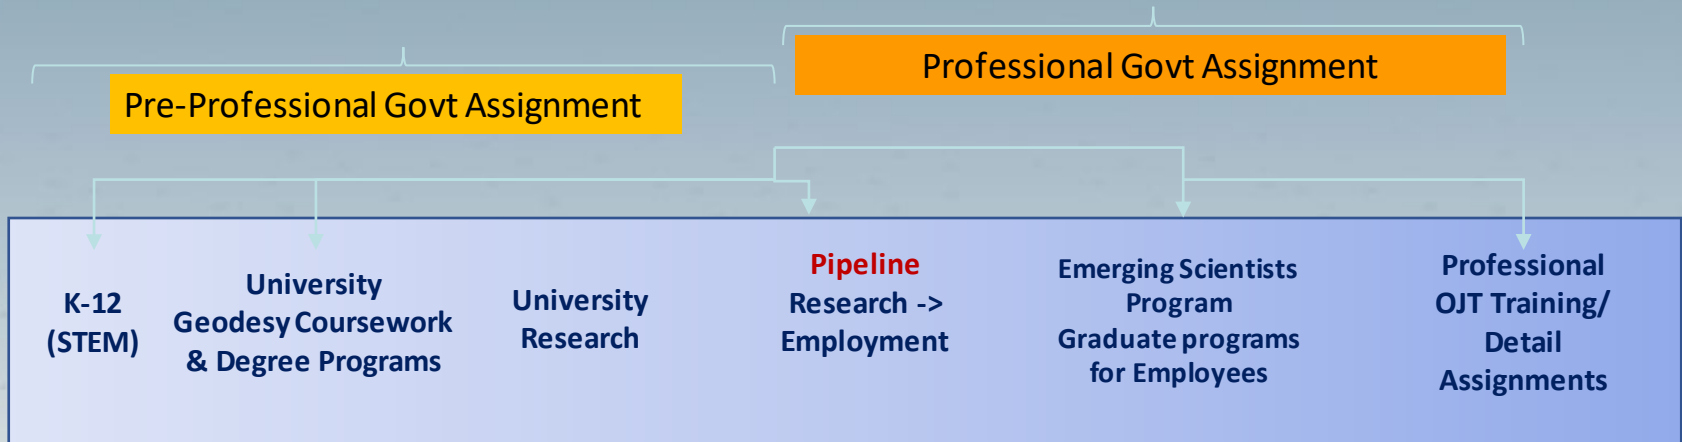 Professional Govt Assignment
Pre-Professional Govt Assignment
K-12
(STEM)
University
Geodesy Coursework
& Degree Programs
University
Research
Pipeline
Research ->
Employment
Emerging Scientists
Program
Graduate programs
for Employees
Professional
OJT Training/
Detail
Assignments